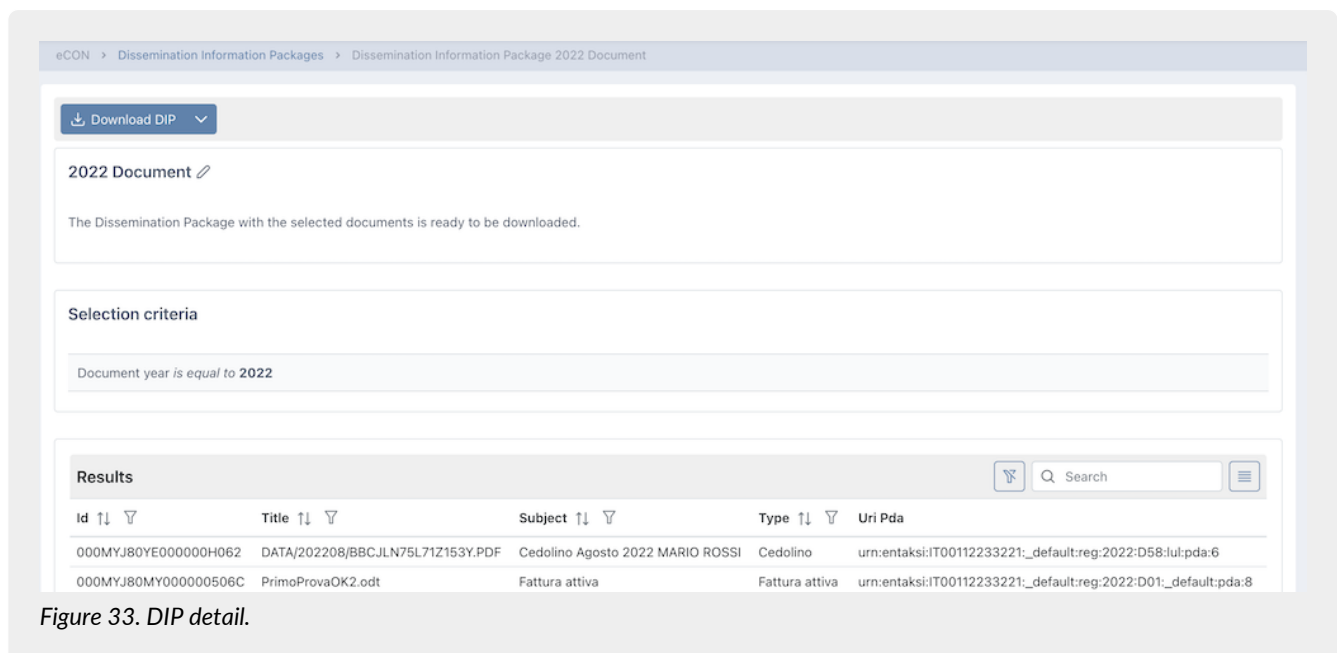 eCON > Dissemination Information Packages > Dissemination Information Package 2022 Document
Download DIP
2022 Document
The Dissemination Package with the selected documents is ready to be downloaded.
Selection criteria
Document year is equal to 2022
Results Search
Id Title Subject Type Uri Pda
000MYJ80YE000000H062 DATA/202208/BBCJLN75L71Z153Y.PDF Cedolino Agosto 2022 MARIO ROSSI Cedolino urn:entaksi:IT00112233221:_default:reg:2022:D58:lul:pda:6
000MYJ80MY000000506C PrimoProvaOK2.odt Fattura attiva Fattura attiva urn:entaksi:IT00112233221:_default:reg:2022:D01:_default:pda:8
Figure 33. DIP detail.